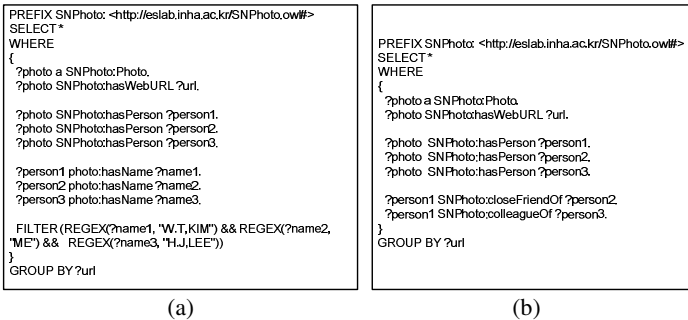 PREFIX SNPhoto: <http://eslab.inha.ac.kr/SNPhoto.owl#>
SELECT *
WHERE
{
?photo a SNPhoto:Photo.
?photo SNPhoto:hasWebURL ?url.
?photo SNPhoto:hasPerson ?person1.
?photo SNPhoto:hasPerson ?person2.
?photo SNPhoto:hasPerson ?person3.
?person1 photo:hasName ?name1.
?person2 photo:hasName ?name2.
?person3 photo:hasName ?name3.
FILTER (REGEX(?name1, "W.T,KIM") && REGEX(?name2,
"ME") && REGEX(?name3, "H.J,LEE"))
}
GROUP BY ?url
(a)
PREFIX SNPhoto: <http://eslab.inha.ac.kr/SNPhoto.owl#>
SELECT *
WHERE
{
?photo a SNPhoto:Photo.
?photo SNPhoto:hasWebURL ?url.
?photo SNPhoto:hasPerson ?person1.
?photo SNPhoto:hasPerson ?person2.
?photo SNPhoto:hasPerson ?person3.
?person1 SNPhoto:closeFriendOf ?person2.
?person1 SNPhoto:colleagueOf ?person3.
}
GROUP BY ?url
(b)